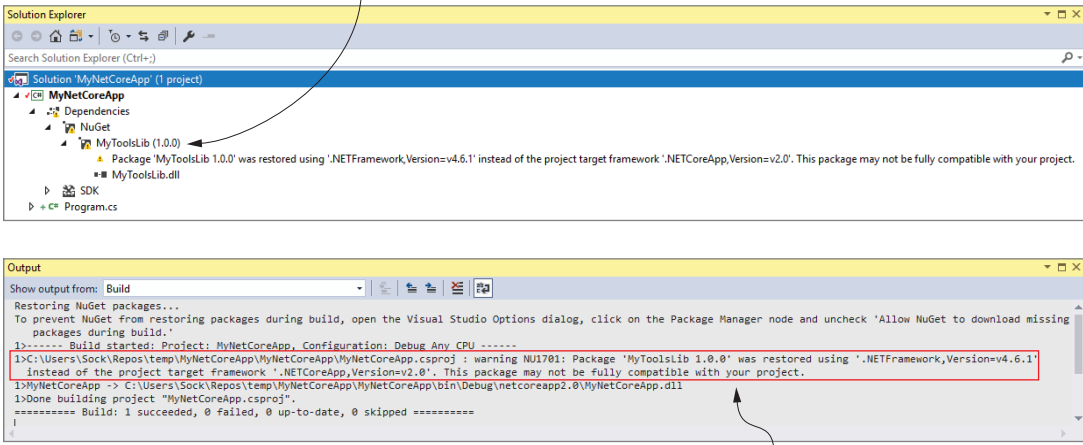 Solution Explorer
Search Solution Explorer (Ctrl+;)
Solution 'MyNetCoreApp' (1 project)
C# MyNetCoreApp
Dependencies
NuGet
MyToolsLib (1.0.0)
Package 'MyToolsLib 1.0.0' was restored using '.NETFramework,Version=v4.6.1' instead of the project target framework '.NETCoreApp,Version=v2.0'. This package may not be fully compatible with your project.
MyToolsLib.dll
SDK
+ C# Program.cs
Output
Show output from: Build
Restoring NuGet packages...
To prevent NuGet from restoring packages during build, open the Visual Studio Options dialog, click on the Package Manager node and uncheck 'Allow NuGet to download missing
packages during build.'
1>------ Build started: Project: MyNetCoreApp, Configuration: Debug Any CPU ------
1>C:\Users\Sock\Repos\temp\MyNetCoreApp\MyNetCoreApp\MyNetCoreApp.csproj : warning NU1701: Package 'MyToolsLib 1.0.0' was restored using '.NETFramework,Version=v4.6.1'
instead of the project target framework '.NETCoreApp,Version=v2.0'. This package may not be fully compatible with your project.
1>MyNetCoreApp -> C:\Users\Sock\Repos\temp\MyNetCoreApp\MyNetCoreApp\bin\Debug\netcoreapp2.0\MyNetCoreApp.dll
1>Done building project "MyNetCoreApp.csproj".
========== Build: 1 succeeded, 0 failed, 0 up-to-date, 0 skipped ==========